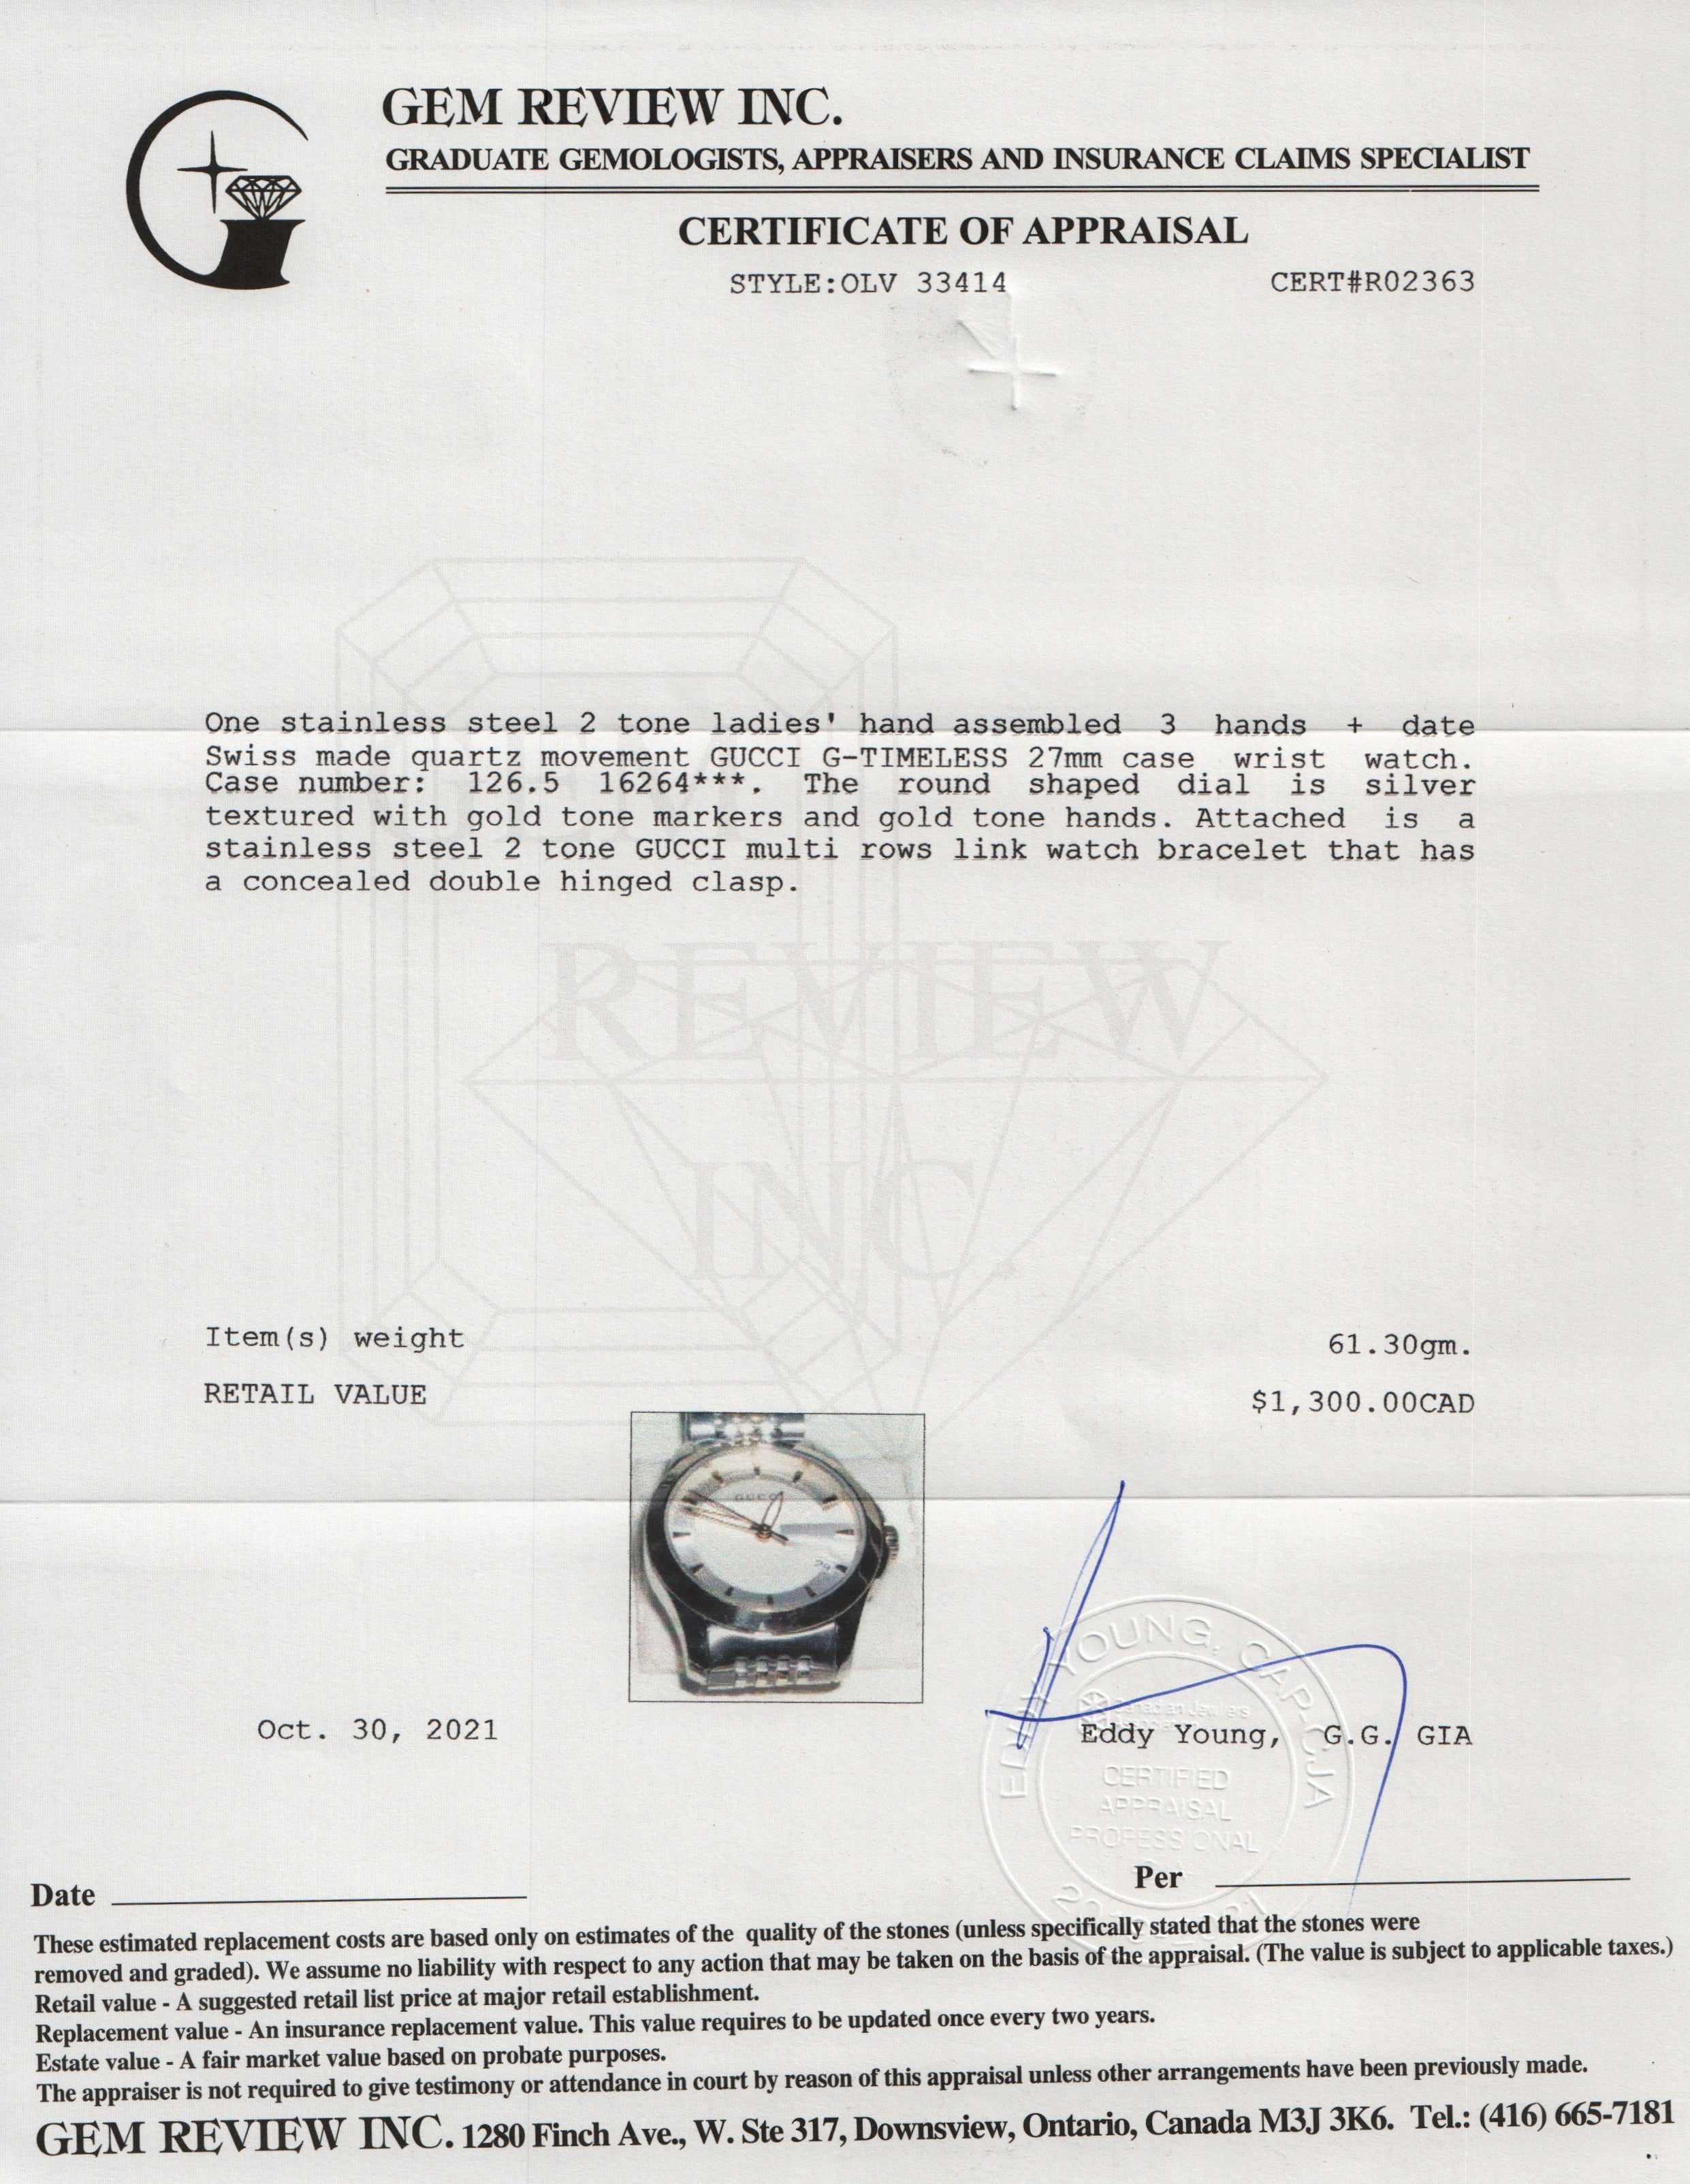 GEM REVIEW INC.
GRADUATE GEMOLOGISTS, APPRAISERS AND INSURANCE CLAIMS SPECIALIST
CERTIFICATE OF APPRAISAL
STYLE:OLV 33414 CERT#R02363
One stainless steel 2 tone ladies' hand assembled 3 hands + date
Swiss made quartz movement GUCCI G-TIMELESS 27mm case wrist watch.
Case number: 126.5 16264***. The round shaped dial is silver
textured with gold tone markers and gold tone hands. Attached is a
stainless steel 2 tone GUCCI multi rows link watch bracelet that has
a concealed double hinged clasp.
REVIEW
INC.
Item(s) weight 61.30gm.
RETAIL VALUE $1,300.00CAD
GUCCI
YOUNG, CAP-CJA
Canadian Jewellers
Oct. 30, 2021 Eddy Young, G.G. GIA
CERTIFIED
APPRAISAL
PROFESSIONAL
Date Per
These estimated replacement costs are based only on estimates of the quality of the stones (unless specifically stated that the stones were
removed and graded). We assume no liability with respect to any action that may be taken on the basis of the appraisal. (The value is subject to applicable taxes.)
Retail value - A suggested retail list price at major retail establishment.
Replacement value - An insurance replacement value. This value requires to be updated once every two years.
Estate value - A fair market value based on probate purposes.
The appraiser is not required to give testimony or attendance in court by reason of this appraisal unless other arrangements have been previously made.
GEM REVIEW INC. 1280 Finch Ave., W. Ste 317, Downsview, Ontario, Canada M3J 3K6. Tel.: (416) 665-7181